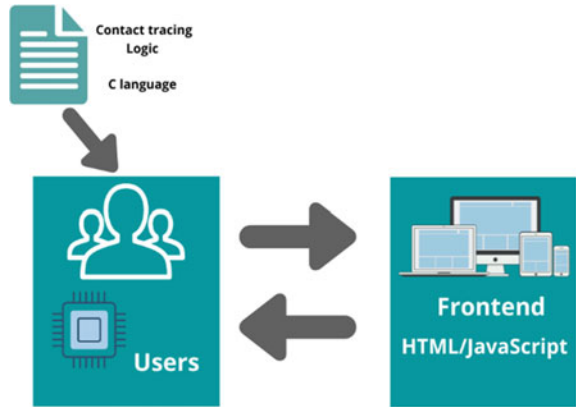 Contact tracing
Logic
C language
Users
Frontend
HTML/JavaScript